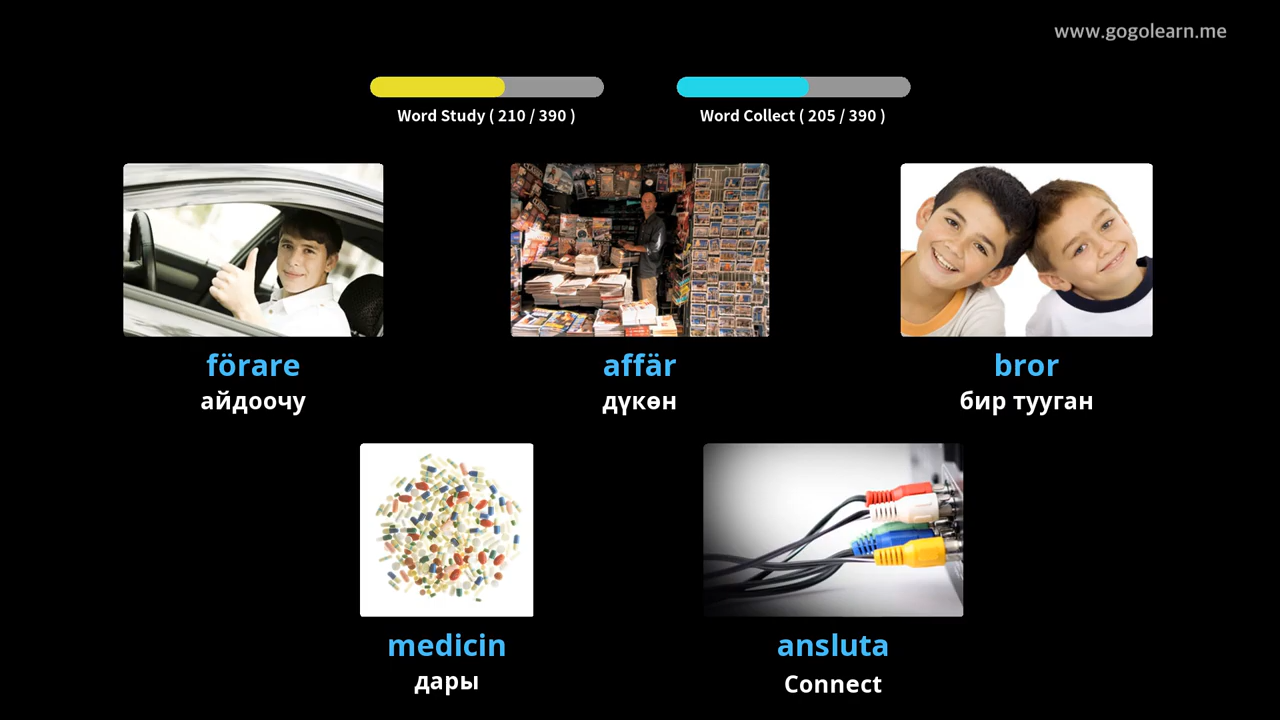 www.gogolearn.me
Word Study ( 210 / 390 )
Word Collect ( 205 / 390 )
förare
айдоочу
affär
дүкөн
bror
бир тууган
medicin
дары
ansluta
Connect